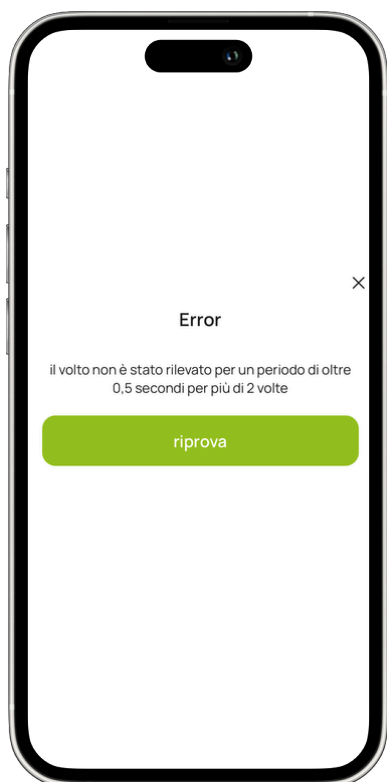 Error
il volto non è stato rilevato per un periodo di oltre
0,5 secondi per più di 2 volte
riprova